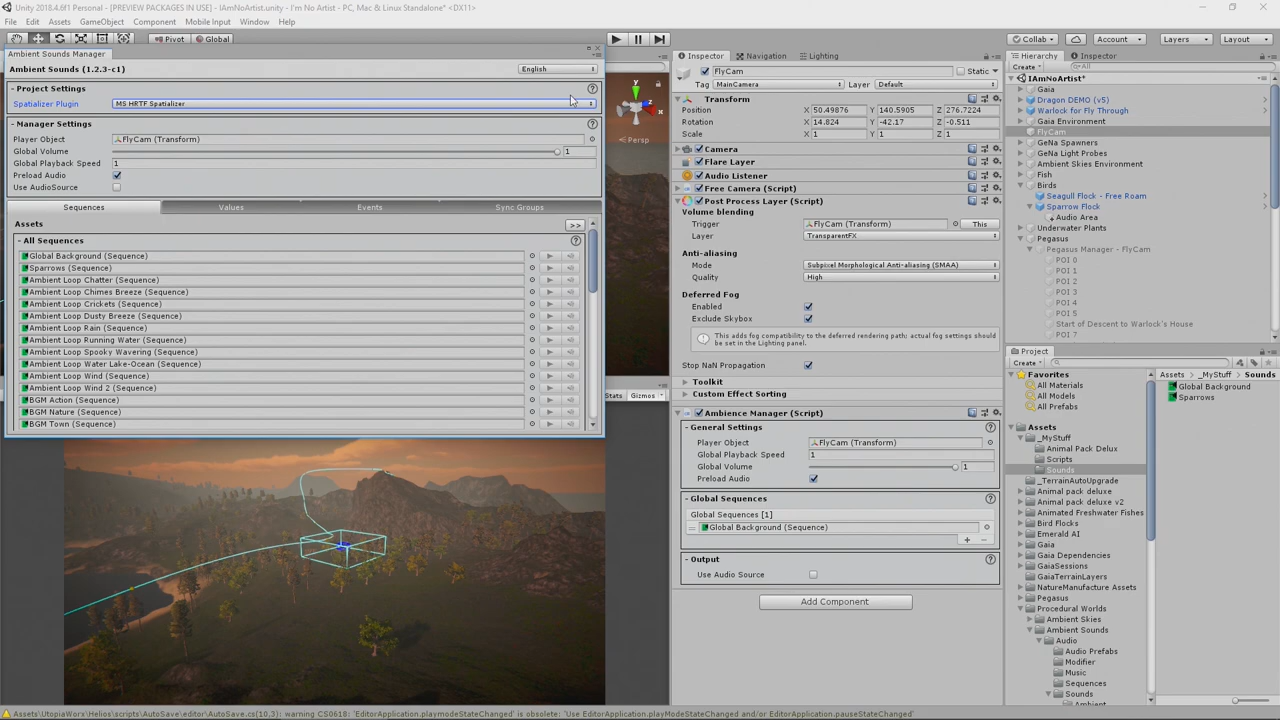 Unity 2018.4.6f1 Personal - [PREVIEW PACKAGES IN USE] - IAmNoArtist.unity - I'm No Artist - PC, Mac & Linux Standalone* <DX11>
File Edit Assets GameObject Component Mobile Input Window Help
Pivot Global Collab Account Layers Layout
Ambient Sounds Manager
Ambient Sounds (1.2.3-c1) English
Project Settings
Spatializer Plugin MS HRTF Spatializer
Manager Settings
Player Object FlyCam (Transform)
Global Volume 1
Global Playback Speed 1
Preload Audio
Use AudioSource
Sequences Values Events Sync Groups
Assets >>
All Sequences
Global Background (Sequence)
Sparrows (Sequence)
Ambient Loop Chatter (Sequence)
Ambient Loop Chimes Breeze (Sequence)
Ambient Loop Crickets (Sequence)
Ambient Loop Dusty Breeze (Sequence)
Ambient Loop Rain (Sequence)
Ambient Loop Running Water (Sequence)
Ambient Loop Spooky Wavering (Sequence)
Ambient Loop Water Lake-Ocean (Sequence)
Ambient Loop Wind (Sequence)
Ambient Loop Wind 2 (Sequence)
BGM Action (Sequence)
BGM Nature (Sequence)
BGM Town (Sequence)
y
z
Persp
Stats Gizmos
Inspector Navigation Lighting
FlyCam Static
Tag MainCamera Layer Default
Transform
Position X 50.49876 Y 140.5905 Z 276.7224
Rotation X 14.824 Y -42.17 Z -0.511
Scale X 1 Y 1 Z 1
Camera
Flare Layer
Audio Listener
Free Camera (Script)
Post Process Layer (Script)
Volume blending
Trigger FlyCam (Transform) This
Layer TransparentFX
Anti-aliasing
Mode Subpixel Morphological Anti-aliasing (SMAA)
Quality High
Deferred Fog
Enabled
Exclude Skybox
This adds fog compatibility to the deferred rendering path; actual fog settings should
be set in the Lighting panel.
Stop NaN Propagation
Toolkit
Custom Effect Sorting
Ambience Manager (Script)
General Settings
Player Object FlyCam (Transform)
Global Playback Speed 1
Global Volume 1
Preload Audio
Global Sequences
Global Sequences [1]
Global Background (Sequence)
Output
Use Audio Source
Add Component
Hierarchy Inspector
Create All
IAmNoArtist*
Gaia
Dragon DEMO (v5)
Warlock for Fly Through
Gaia Environment
FlyCam
GeNa Spawners
GeNa Light Probes
Ambient Skies Environment
Fish
Birds
Seagull Flock - Free Roam
Sparrow Flock
Audio Area
Underwater Plants
Pegasus
Pegasus Manager - FlyCam
POI 0
POI 1
POI 2
POI 3
POI 4
POI 5
Start of Descent to Warlock's House
POI 7
Project
Create
Favorites
All Materials
All Models
All Prefabs
Assets
_MyStuff
Animal Pack Delux
Scripts
Sounds
_TerrainAutoUpgrade
Animal pack deluxe
Animal pack deluxe v2
Animated Freshwater Fishes
Bird Flocks
Emerald AI
Gaia
Gaia Dependencies
GaiaSessions
GaiaTerrainLayers
NatureManufacture Assets
Pegasus
Procedural Worlds
Ambient Skies
Ambient Sounds
Audio
Audio Prefabs
Modifier
Music
Sequences
Sounds
Ambient
Assets _MyStuff Sounds
Global Background
Sparrows
Assets/UtopiaWorx/Helios/scripts/AutoSave/editor/AutoSave.cs(10,3): warning CS0618: 'EditorApplication.playmodeStateChanged' is obsolete: 'Use EditorApplication.playModeStateChanged and/or EditorApplication.pauseStateChanged'